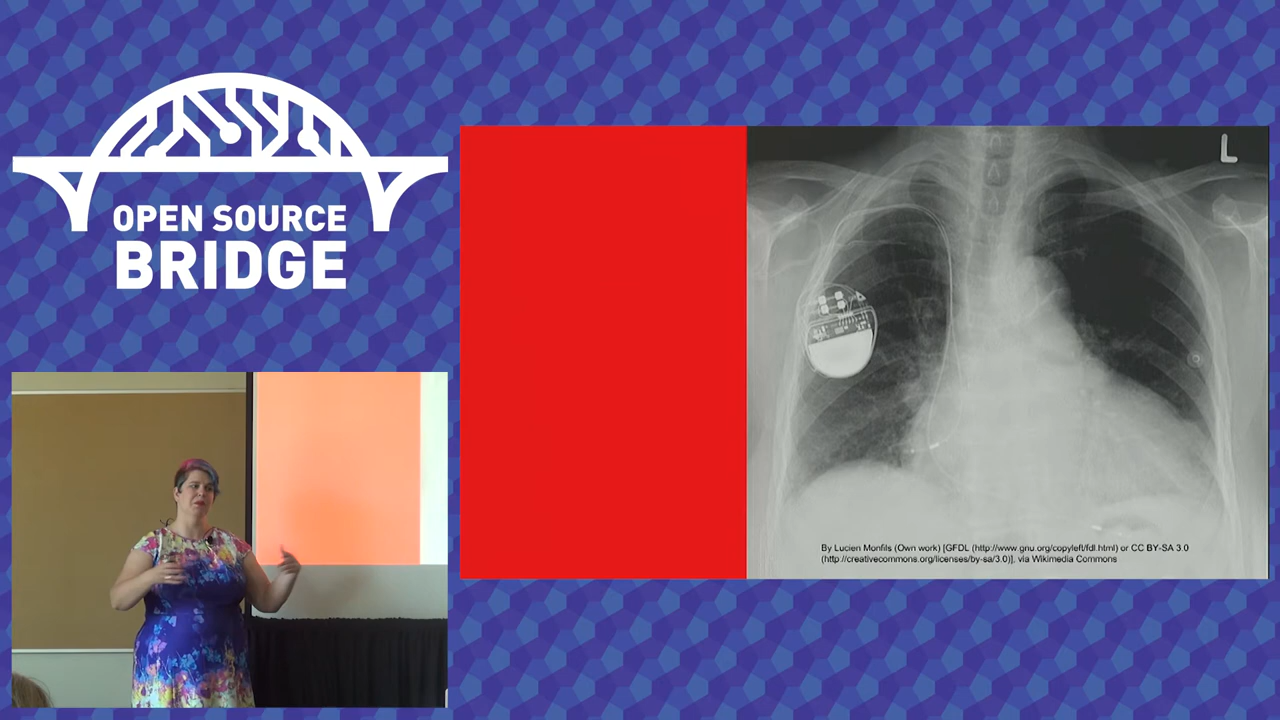 OPEN SOURCE
BRIDGE
L
By Lucien Monfils (Own work) [GFDL (http://www.gnu.org/copyleft/fdl.html) or CC BY-SA 3.0
(http://creativecommons.org/licenses/by-sa/3.0)], via Wikimedia Commons